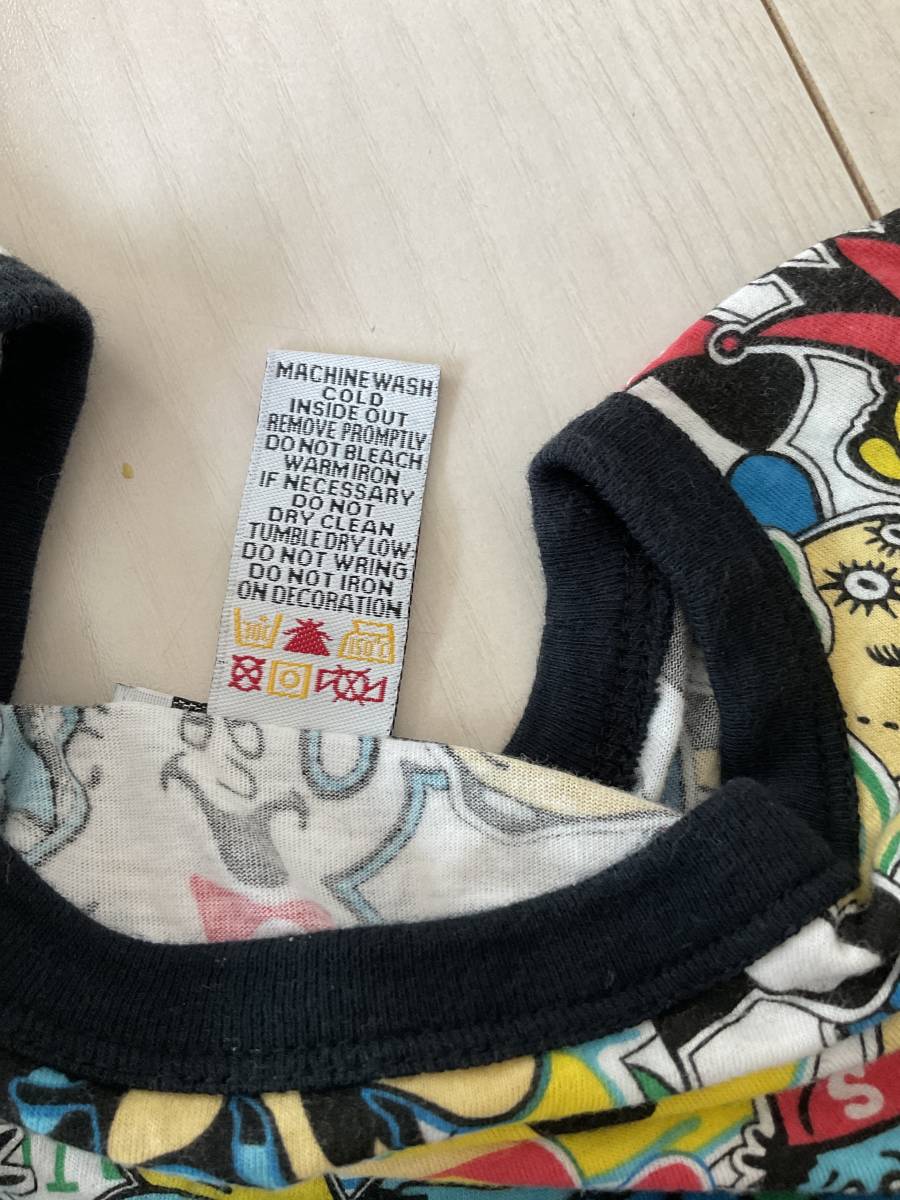 MACHINE WASH
COLD
INSIDE OUT
REMOVE PROMPTLY
DO NOT BLEACH
WARM IRON
IF NECESSARY
DO NOT
DRY CLEAN
TUMBLE DRY LOW
DO NOT WRING
DO NOT IRON
ON DECORATION
150°C
S